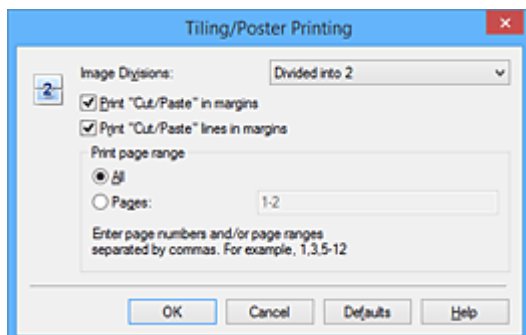 Tiling/Poster Printing
Image Divisions: Divided into 2
2
Print "Cut/Paste" in margins
Print "Cut/Paste" lines in margins
Print page range
All
Pages: 1-2
Enter page numbers and/or page ranges
separated by commas. For example, 1,3,5-12
OK Cancel Defaults Help